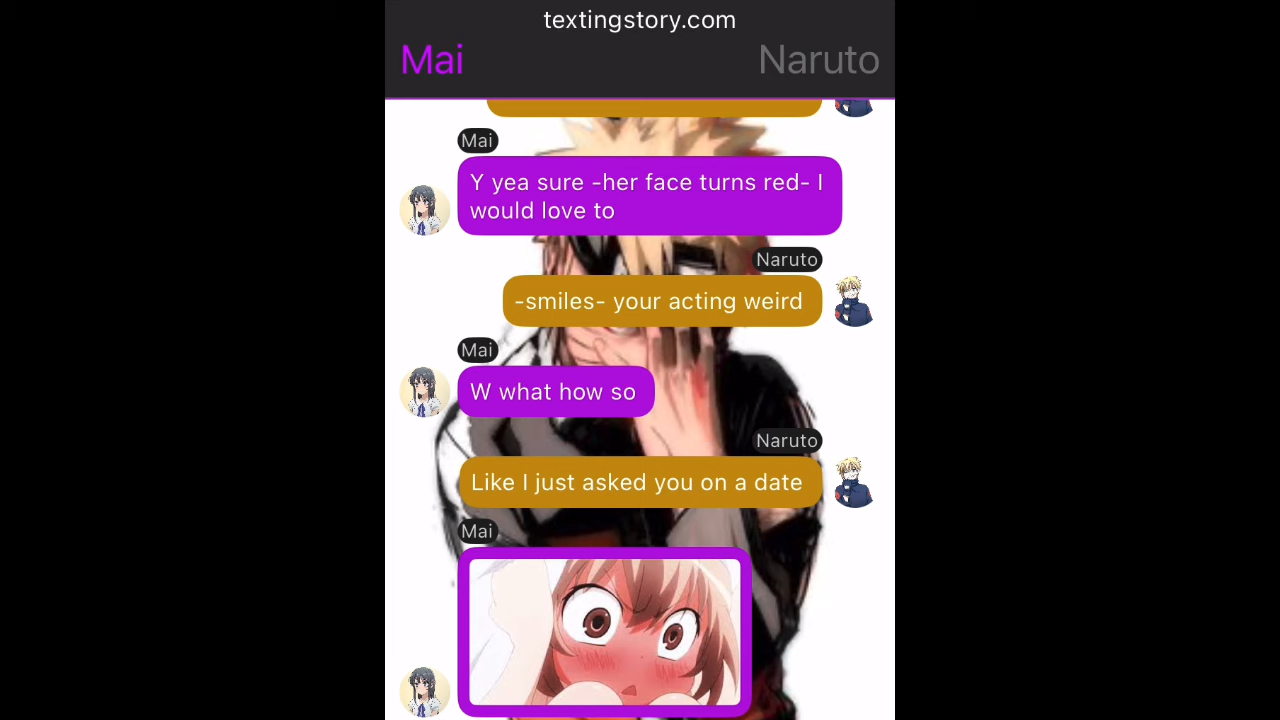 textingstory.com
Mai
Naruto
Mai
Y yea sure -her face turns red- I
would love to
Naruto
-smiles- your acting weird
Mai
W what how so
Naruto
Like I just asked you on a date
Mai